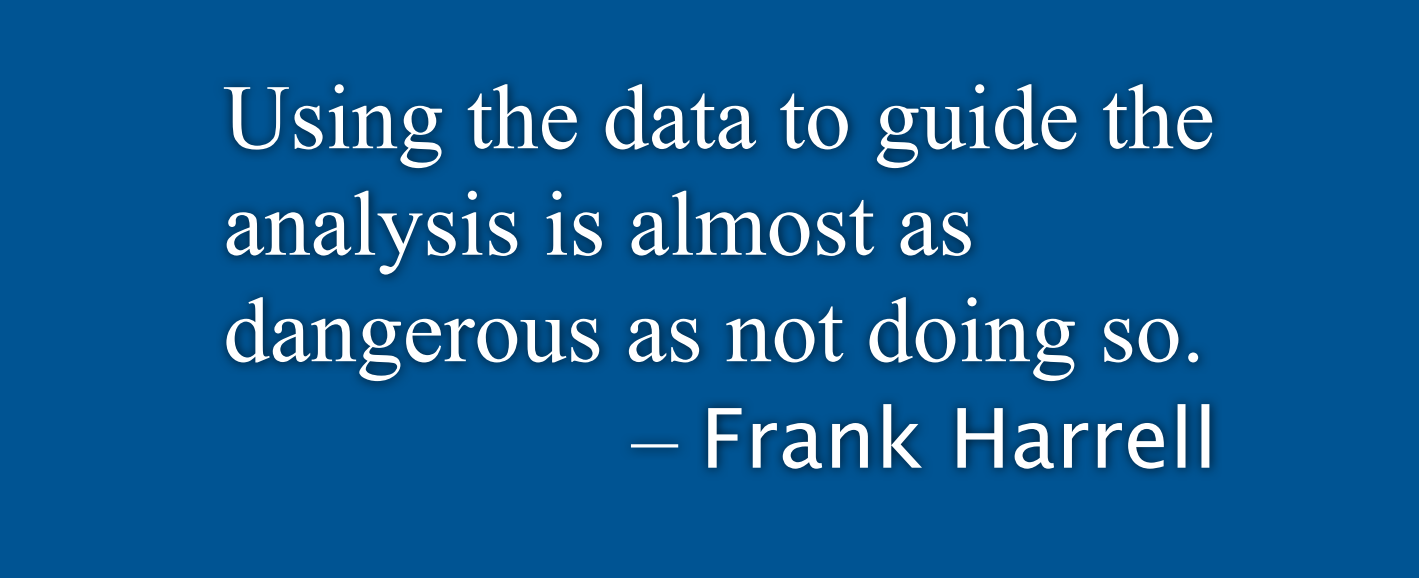 Using the data to guide the
analysis is almost as
dangerous as not doing so.
– Frank Harrell